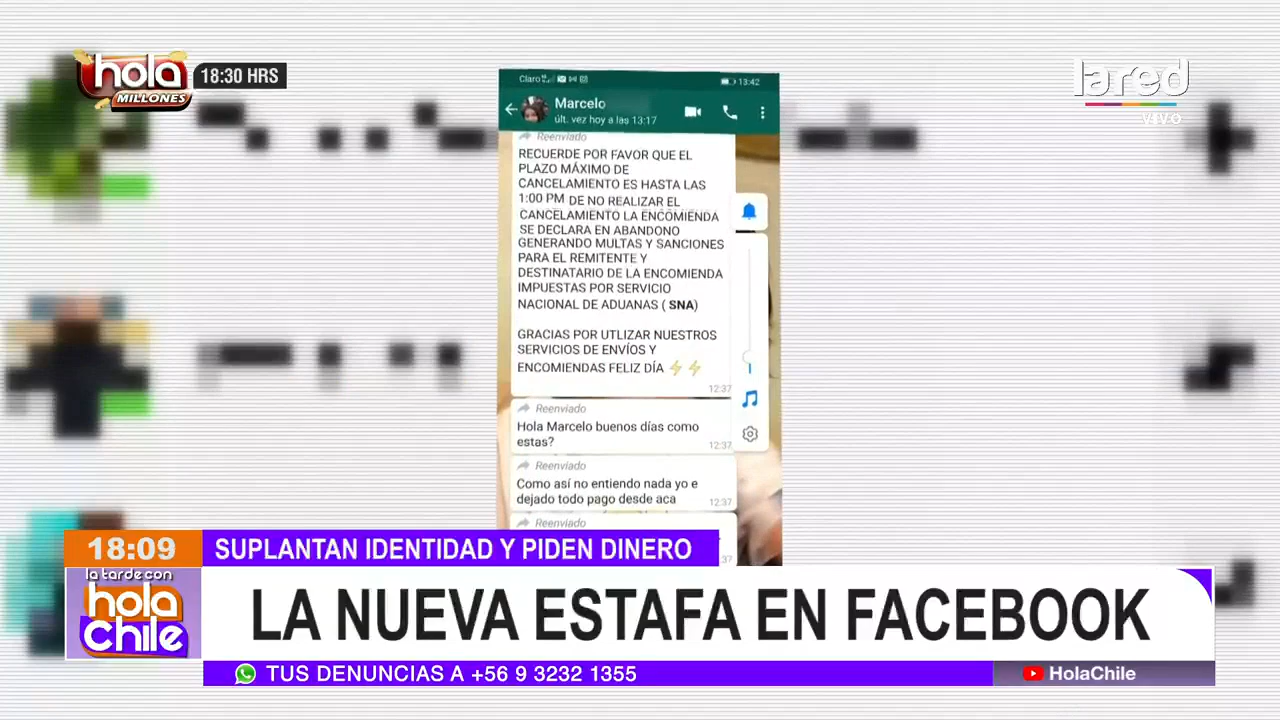 hola
MILLONES
18:30 HRS
lared
VIVO
Claro
13:42
Marcelo
últ. vez hoy a las 13:17
Reenviado
RECUERDE POR FAVOR QUE EL
PLAZO MÁXIMO DE
CANCELAMIENTO ES HASTA LAS
1:00 PM DE NO REALIZAR EL
CANCELAMIENTO LA ENCOMIENDA
SE DECLARA EN ABANDONO
GENERANDO MULTAS Y SANCIONES
PARA EL REMITENTE Y
DESTINATARIO DE LA ENCOMIENDA
IMPUESTAS POR SERVICIO
NACIONAL DE ADUANAS ( SNA)
GRACIAS POR UTLIZAR NUESTROS
SERVICIOS DE ENVÍOS Y
ENCOMIENDAS FELIZ DÍA ⚡⚡
12:37
Reenviado
Hola Marcelo buenos días como
estas?
12:37
Reenviado
Como así no entiendo nada yo e
dejado todo pago desde aca
12:37
Reenviado
:37
18:09
SUPLANTAN IDENTIDAD Y PIDEN DINERO
la tarde con
hola
chile
LA NUEVA ESTAFA EN FACEBOOK
TUS DENUNCIAS A +56 9 3232 1355
HolaChile